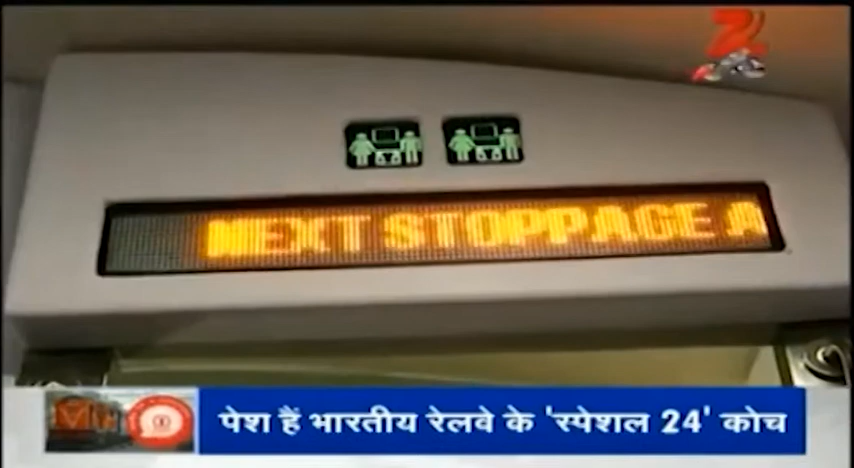 NEXT STOPPAGE A
पेश हैं भारतीय रेलवे के 'स्पेशल 24' कोच